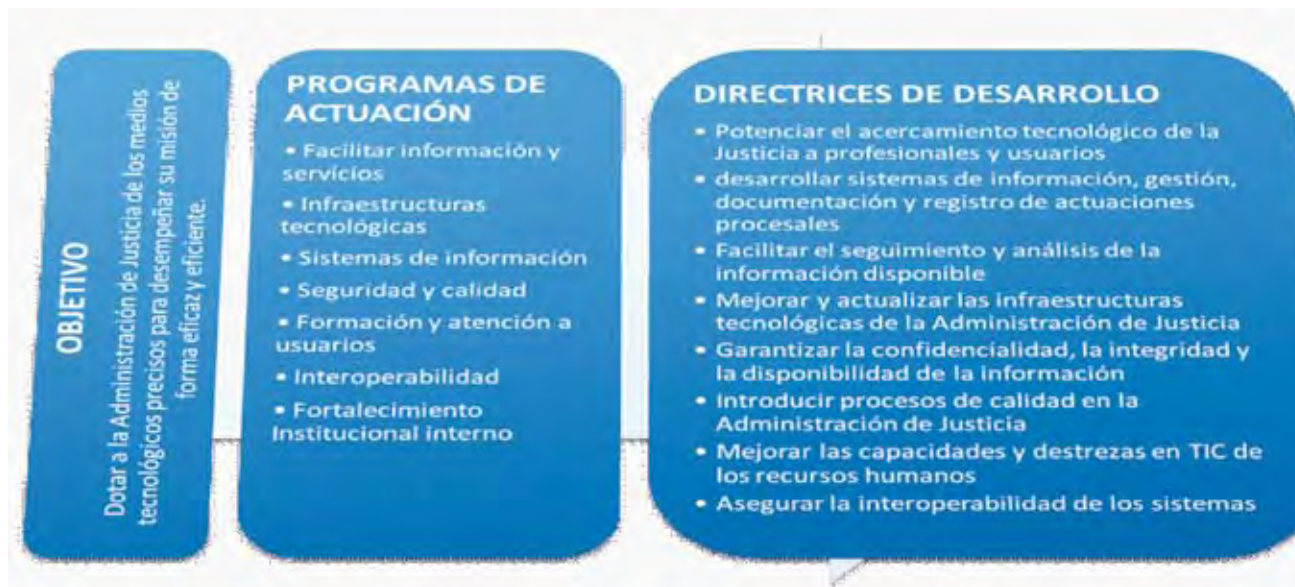 OBJETIVO
Dotar a la Administración de Justicia de los medios
tecnológicos precisos para desempeñar su misión de
forma eficaz y eficiente.
PROGRAMAS DE
ACTUACIÓN
• Facilitar información y
servicios
• Infraestructuras
tecnológicas
• Sistemas de información
• Seguridad y calidad
• Formación y atención a
usuarios
• Interoperabilidad
• Fortalecimiento
Institucional interno
DIRECTRICES DE DESARROLLO
• Potenciar el acercamiento tecnológico de la
Justicia a profesionales y usuarios
• desarrollar sistemas de información, gestión,
documentación y registro de actuaciones
procesales
• Facilitar el seguimiento y análisis de la
información disponible
• Mejorar y actualizar las infraestructuras
tecnológicas de la Administración de Justicia
• Garantizar la confidencialidad, la integridad y
la disponibilidad de la información
• Introducir procesos de calidad en la
Administración de Justicia
• Mejorar las capacidades y destrezas en TIC de
los recursos humanos
• Asegurar la interoperabilidad de los sistemas